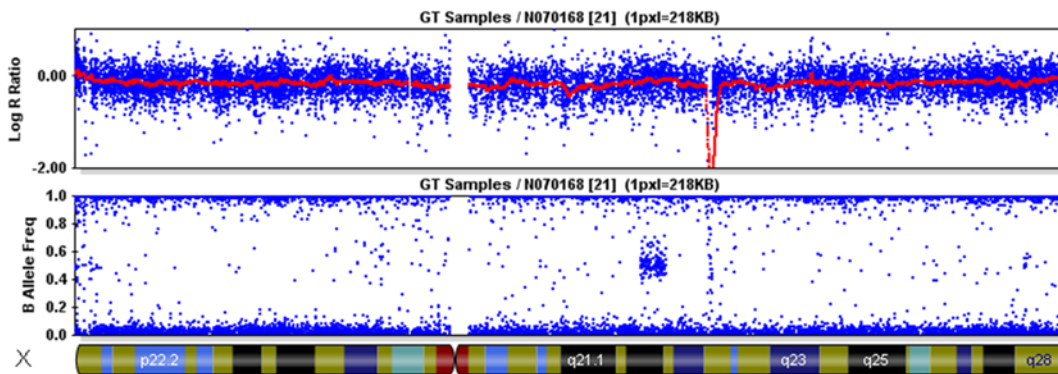 GT Samples / N070168 [21] (1pxl=218KB)
Log R Ratio
0.00
-2.00
GT Samples / N070168 [21] (1pxl=218KB)
B Allele Freq
1.0
0.8
0.6
0.4
0.2
0.0
X
p22.2 q21.1 q23 q25 q28